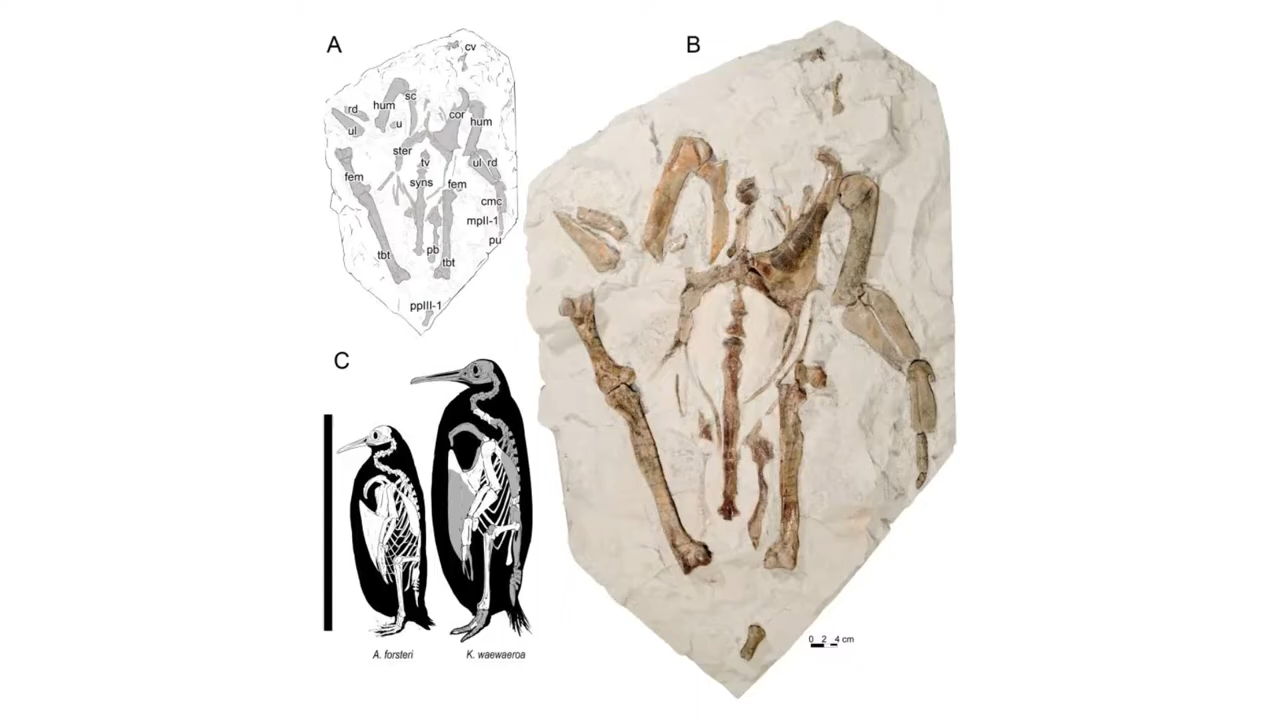 A
cv
sc
hum
rd
u
ul
cor
hum
ster
tv
ul rd
fem
syns
fem
cmc
mpII-1
pu
pb
tbt
tbt
ppIII-1
B
0 2 4 cm
C
A. forsteri
K. waewaeroa